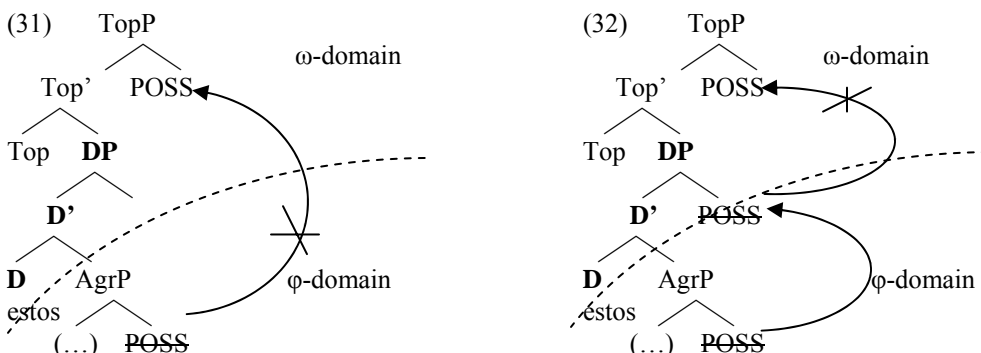 (31) TopP (32) TopP
ω-domain ω-domain
Top’ POSS Top’ POSS
Top DP Top DP
D’ D’ POSS
D AgrP φ-domain D AgrP φ-domain
estos estos
(…) POSS (…) POSS